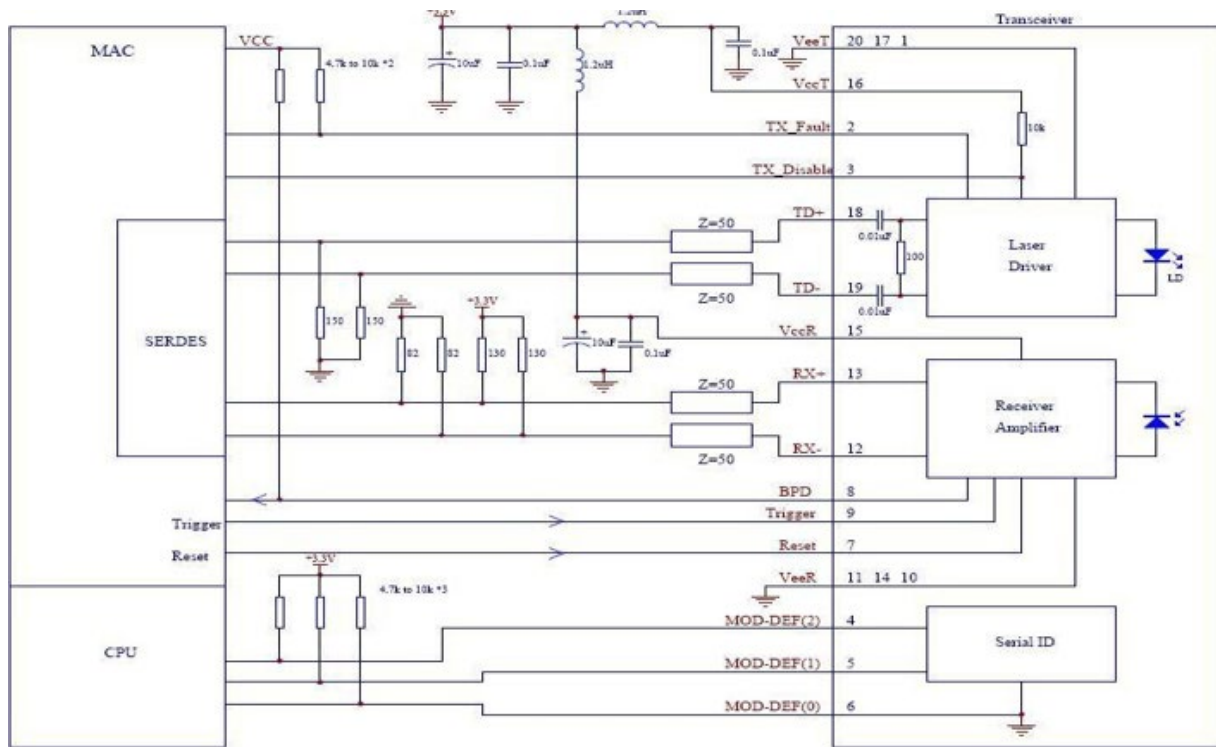 +3.3V
1.2uH
Transceiver
MAC
VCC
4.7k to 10k *2
10uF
0.1uF
1.2uH
0.1uF
VeeT
20 17 1
VccT
16
TX_Fault
2
10k
TX_Disable
3
Z=50
TD+
18
0.01uF
100
Laser
Driver
LD
Z=50
TD-
19
0.01uF
SERDES
150
150
+3.3V
82
82
130
130
10uF
0.1uF
VccR
15
Z=50
RX+
13
Receiver
Amplifier
Z=50
RX-
12
BPD
8
Trigger
Trigger
9
Reset
Reset
7
+3.3V
4.7k to 10k *3
VeeR
11 14 10
CPU
MOD-DEF(2)
4
Serial ID
MOD-DEF(1)
5
MOD-DEF(0)
6